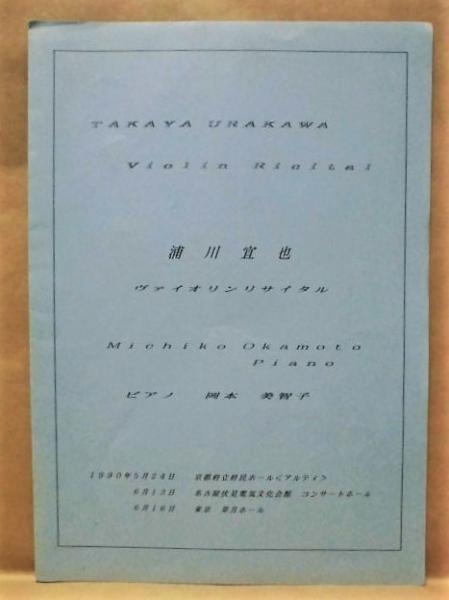 TAKAYA URAKAWA
Violin Ricital
浦川宜也
ヴァイオリンリサイタル
Michiko Okamoto
Piano
ピアノ 岡本 美智子
1990年5月24日 京都府立府民ホール<アルティ>
6月12日 名古屋伏見電気文化会館 コンサートホール
6月16日 東京 ホール